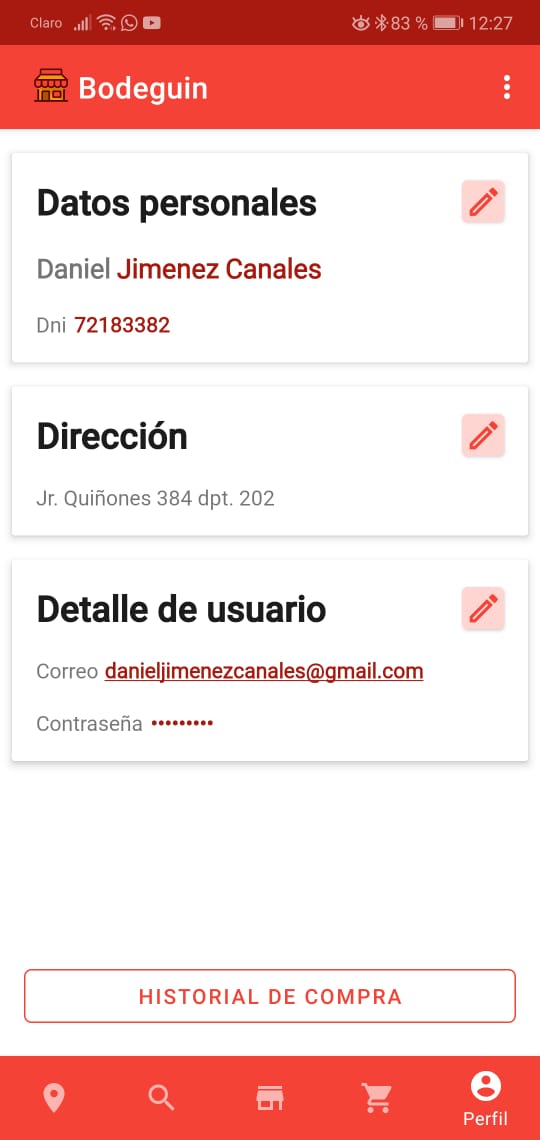 Claro 83 % 12:27
Bodeguin
Datos personales
Daniel Jimenez Canales
Dni 72183382
Dirección
Jr. Quiñones 384 dpt. 202
Detalle de usuario
Correo danieljimenezcanales@gmail.com
Contraseña •••••••••
HISTORIAL DE COMPRA
Perfil